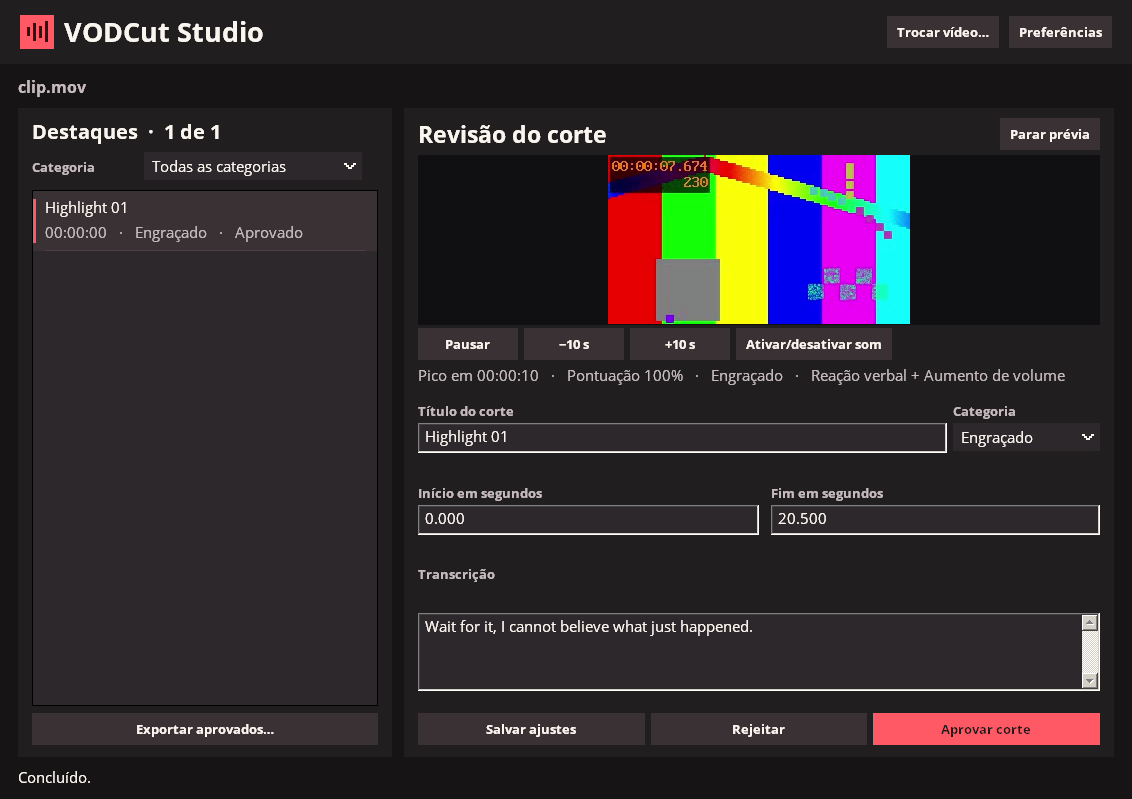 VODCut Studio
Trocar vídeo...
Preferências
clip.mov
Destaques · 1 de 1
Categoria
Todas as categorias
Highlight 01
00:00:00 · Engraçado · Aprovado
Exportar aprovados...
Revisão do corte
Parar prévia
00:00:07.674
230
Pausar
−10 s
+10 s
Ativar/desativar som
Pico em 00:00:10 · Pontuação 100% · Engraçado · Reação verbal + Aumento de volume
Título do corte
Categoria
Highlight 01
Engraçado
Início em segundos
Fim em segundos
0.000
20.500
Transcrição
Wait for it, I cannot believe what just happened.
Salvar ajustes
Rejeitar
Aprovar corte
Concluído.